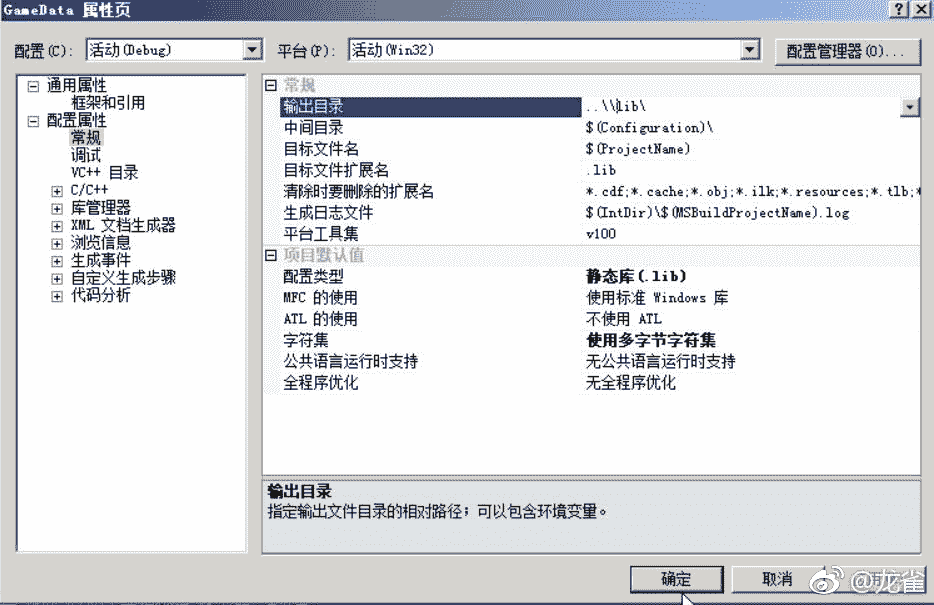 GameData 属性页
配置(C): 活动(Debug) 平台(P): 活动(Win32) 配置管理器(O)...
通用属性
框架和引用
配置属性
常规
调试
VC++ 目录
C/C++
库管理器
XML 文档生成器
浏览信息
生成事件
自定义生成步骤
代码分析
常规
输出目录 ..\\lib\
中间目录 $(Configuration)\
目标文件名 $(ProjectName)
目标文件扩展名 .lib
清除时要删除的扩展名 *.cdf;*.cache;*.obj;*.ilk;*.resources;*.tlb;*
生成日志文件 $(IntDir)\$(MSBuildProjectName).log
平台工具集 v100
项目默认值
配置类型 静态库(.lib)
MFC 的使用 使用标准 Windows 库
ATL 的使用 不使用 ATL
字符集 使用多字节字符集
公共语言运行时支持 无公共语言运行时支持
全程序优化 无全程序优化
输出目录
指定输出文件目录的相对路径；可以包含环境变量。
确定 取消
@龙雀